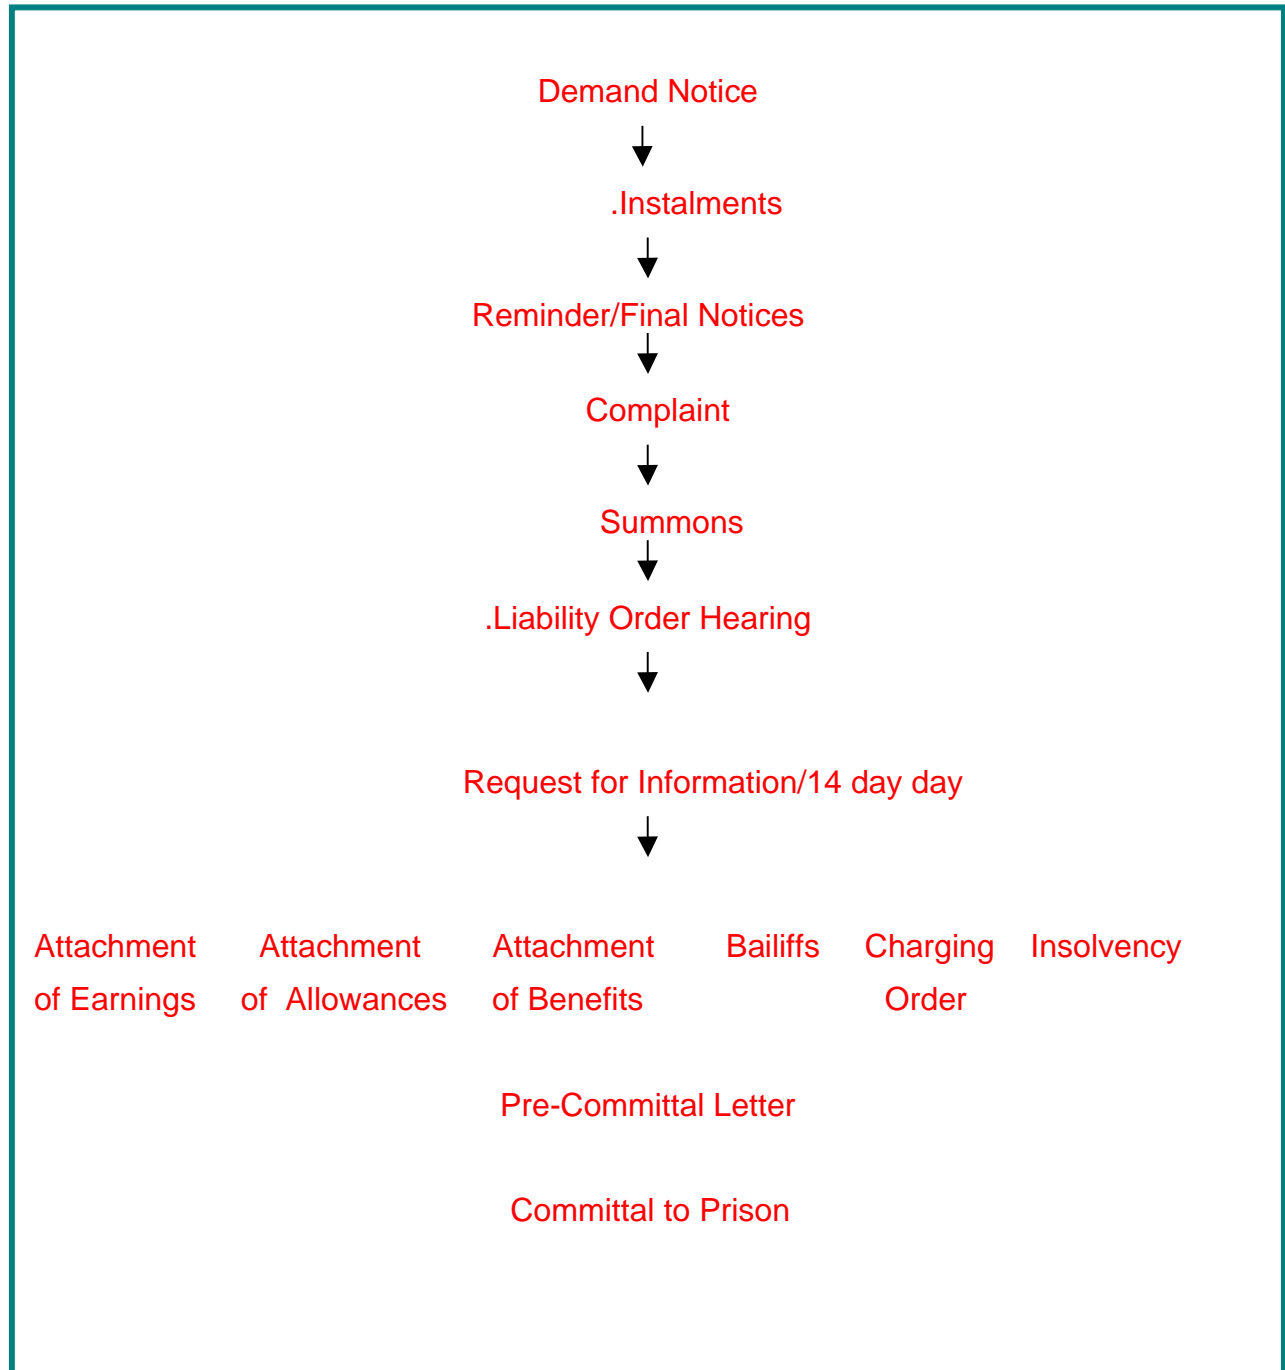 Demand Notice
.Instalments
Reminder/Final Notices
Complaint
Summons
.Liability Order Hearing
Request for Information/14 day day
Attachment of Earnings
Attachment of Allowances
Attachment of Benefits
Bailiffs
Charging Order
Insolvency
Pre-Committal Letter
Committal to Prison